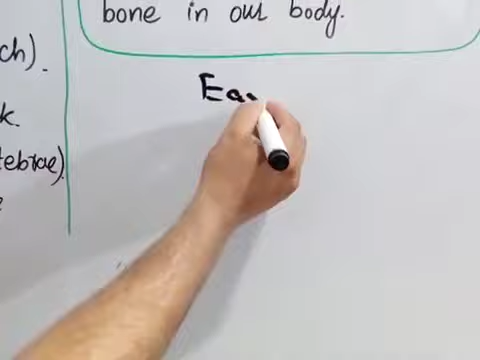 bone in our body.
ch).
k.
tebrae)
Ea